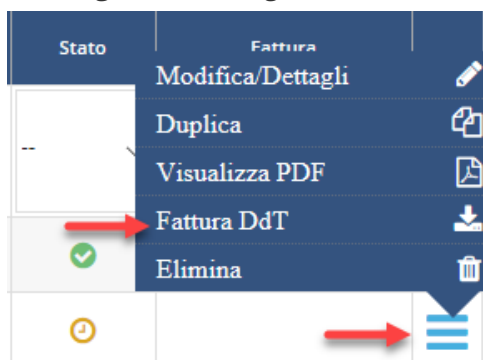 Stato
Fattura
Modifica/Dettagli
Duplica
--
Visualizza PDF
Fattura DdT
Elimina